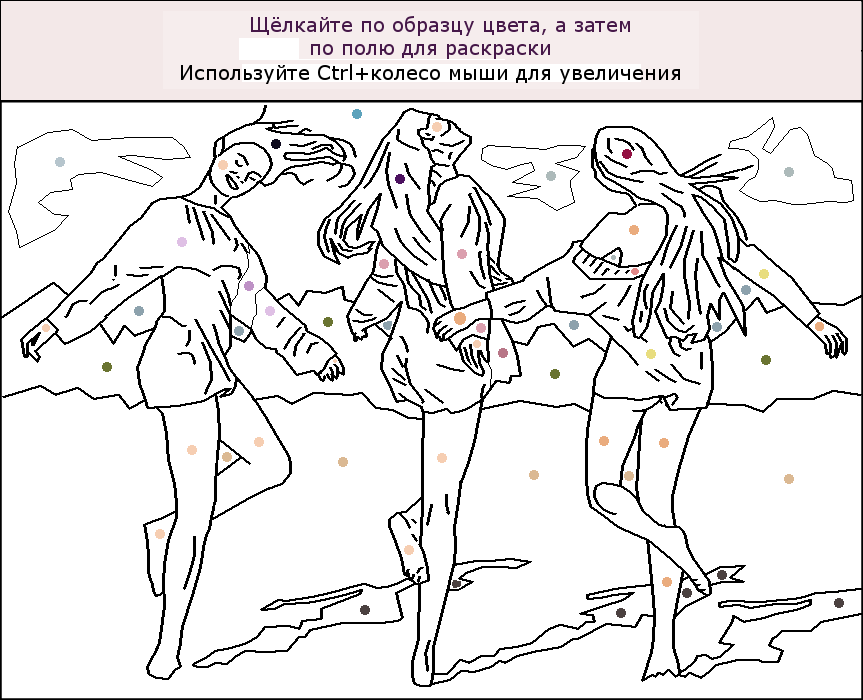 Щёлкайте по образцу цвета, а затем
по полю для раскраски
Используйте Ctrl+колесо мыши для увеличения